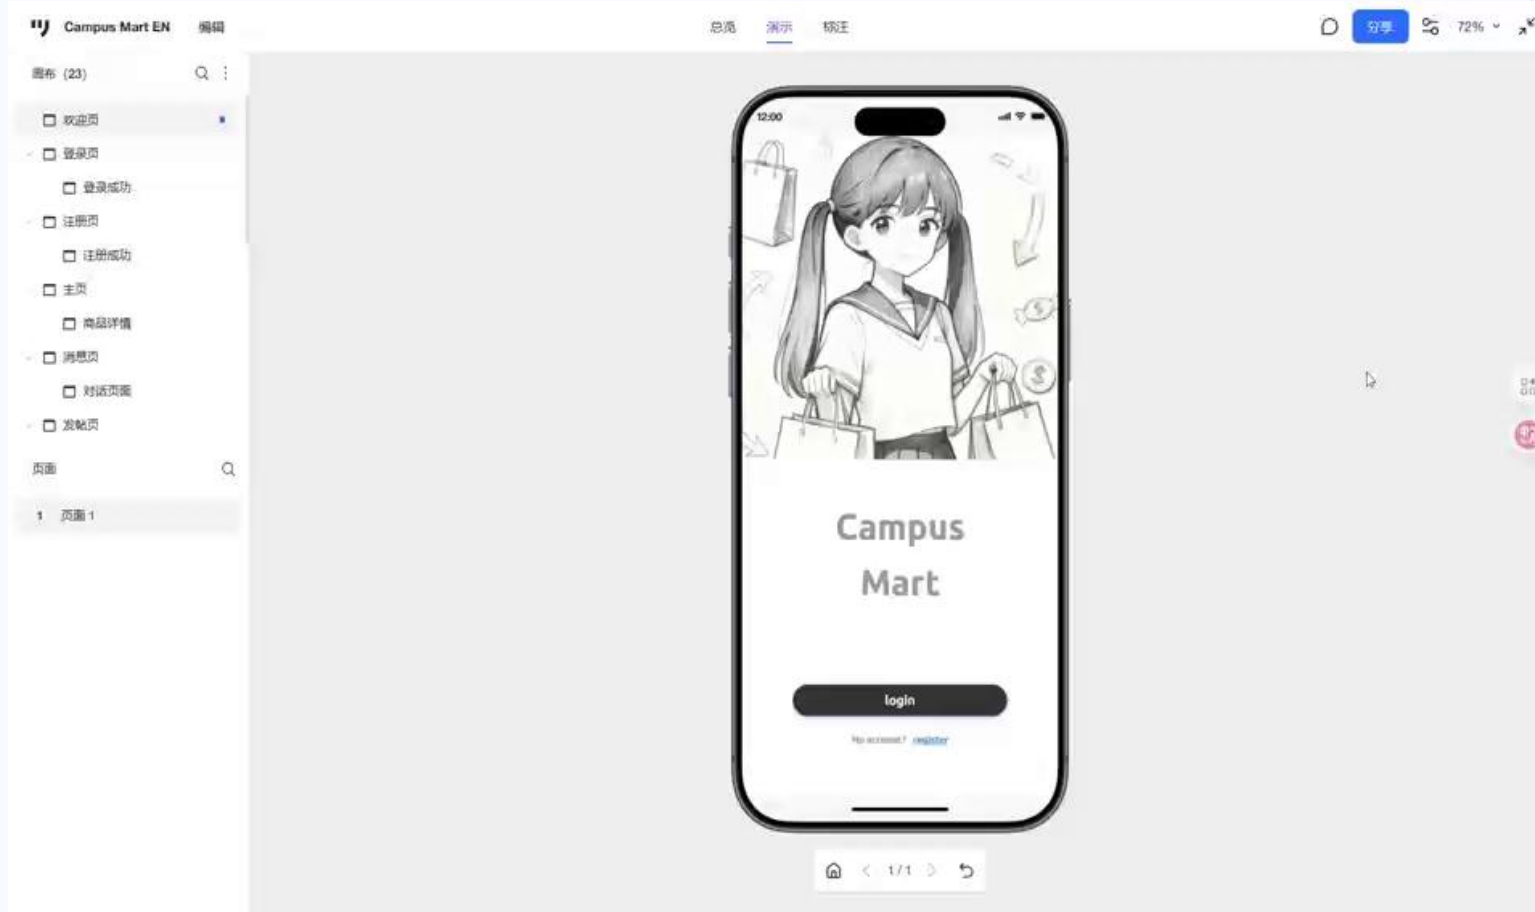 Campus Mart EN 编辑
总览 演示 标注
分享 72%
画布 (23)
欢迎页
登录页
登录成功
注册页
注册成功
主页
商品详情
消息页
对话页面
发帖页
页面
1 页面 1
12:00
$
$
Campus
Mart
login
No account? register
1/1